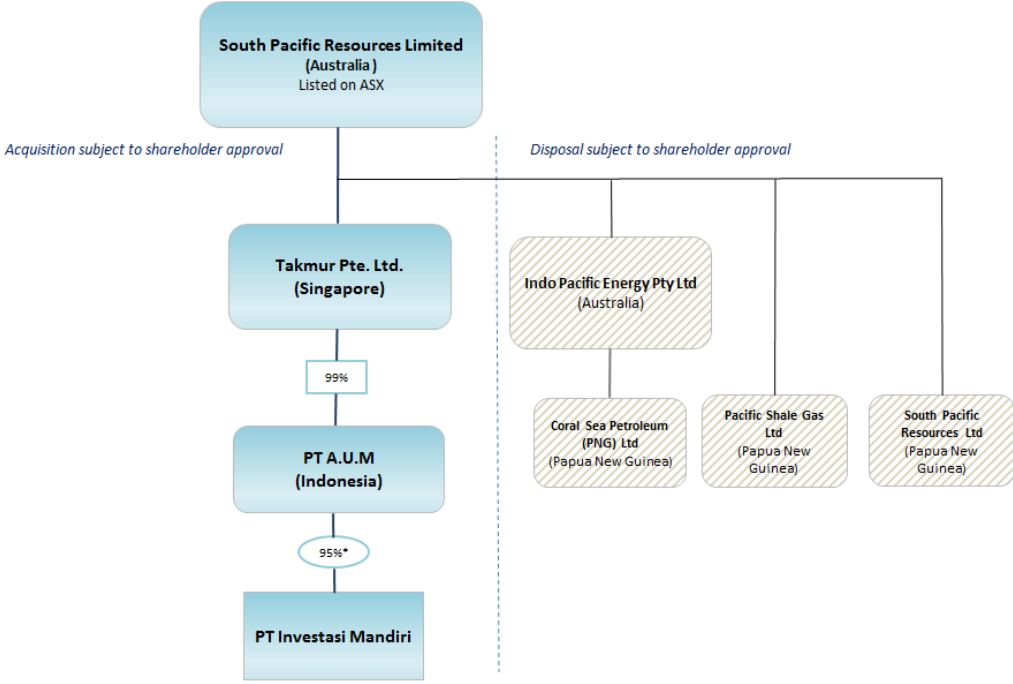 South Pacific Resources Limited
(Australia)
Listed on ASX
Acquisition subject to shareholder approval
Disposal subject to shareholder approval
Takmur Pte. Ltd.
(Singapore)
Indo Pacific Energy Pty Ltd
(Australia)
99%
Coral Sea Petroleum
(PNG) Ltd
(Papua New Guinea)
Pacific Shale Gas
Ltd
(Papua New
Guinea)
South Pacific
Resources Ltd
(Papua New
Guinea)
PT A.U.M
(Indonesia)
95%*
PT Investasi Mandiri